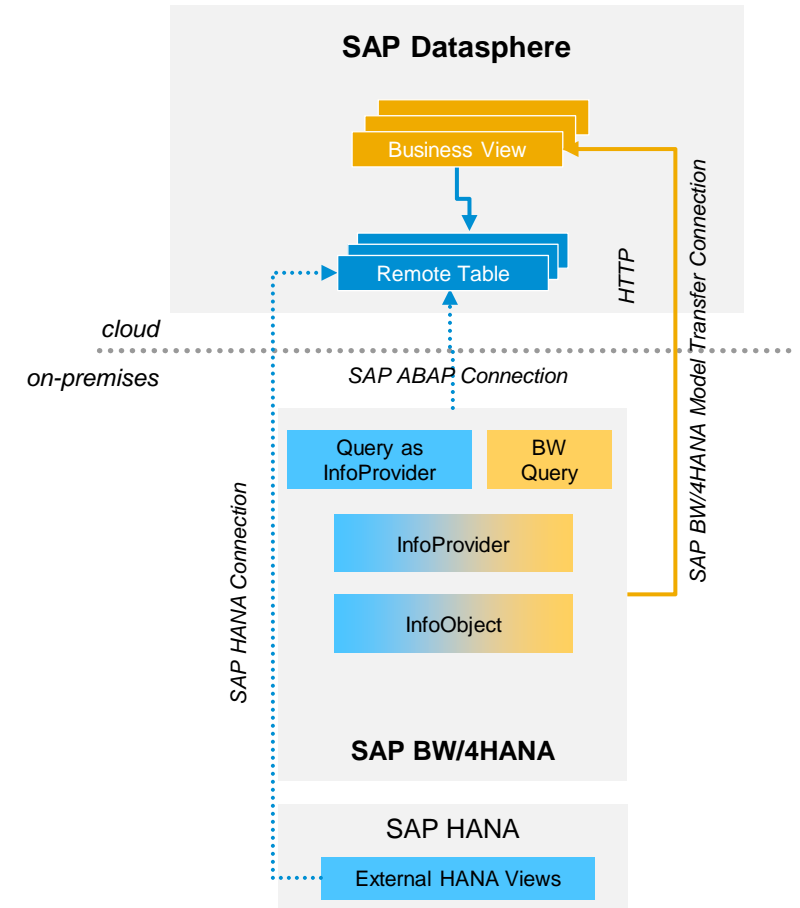 SAP Datasphere
Business View
Remote Table
HTTP
SAP BW/4HANA Model Transfer Connection
cloud
on-premises
SAP ABAP Connection
Query as
InfoProvider
BW
Query
InfoProvider
InfoObject
SAP HANA Connection
SAP BW/4HANA
SAP HANA
External HANA Views